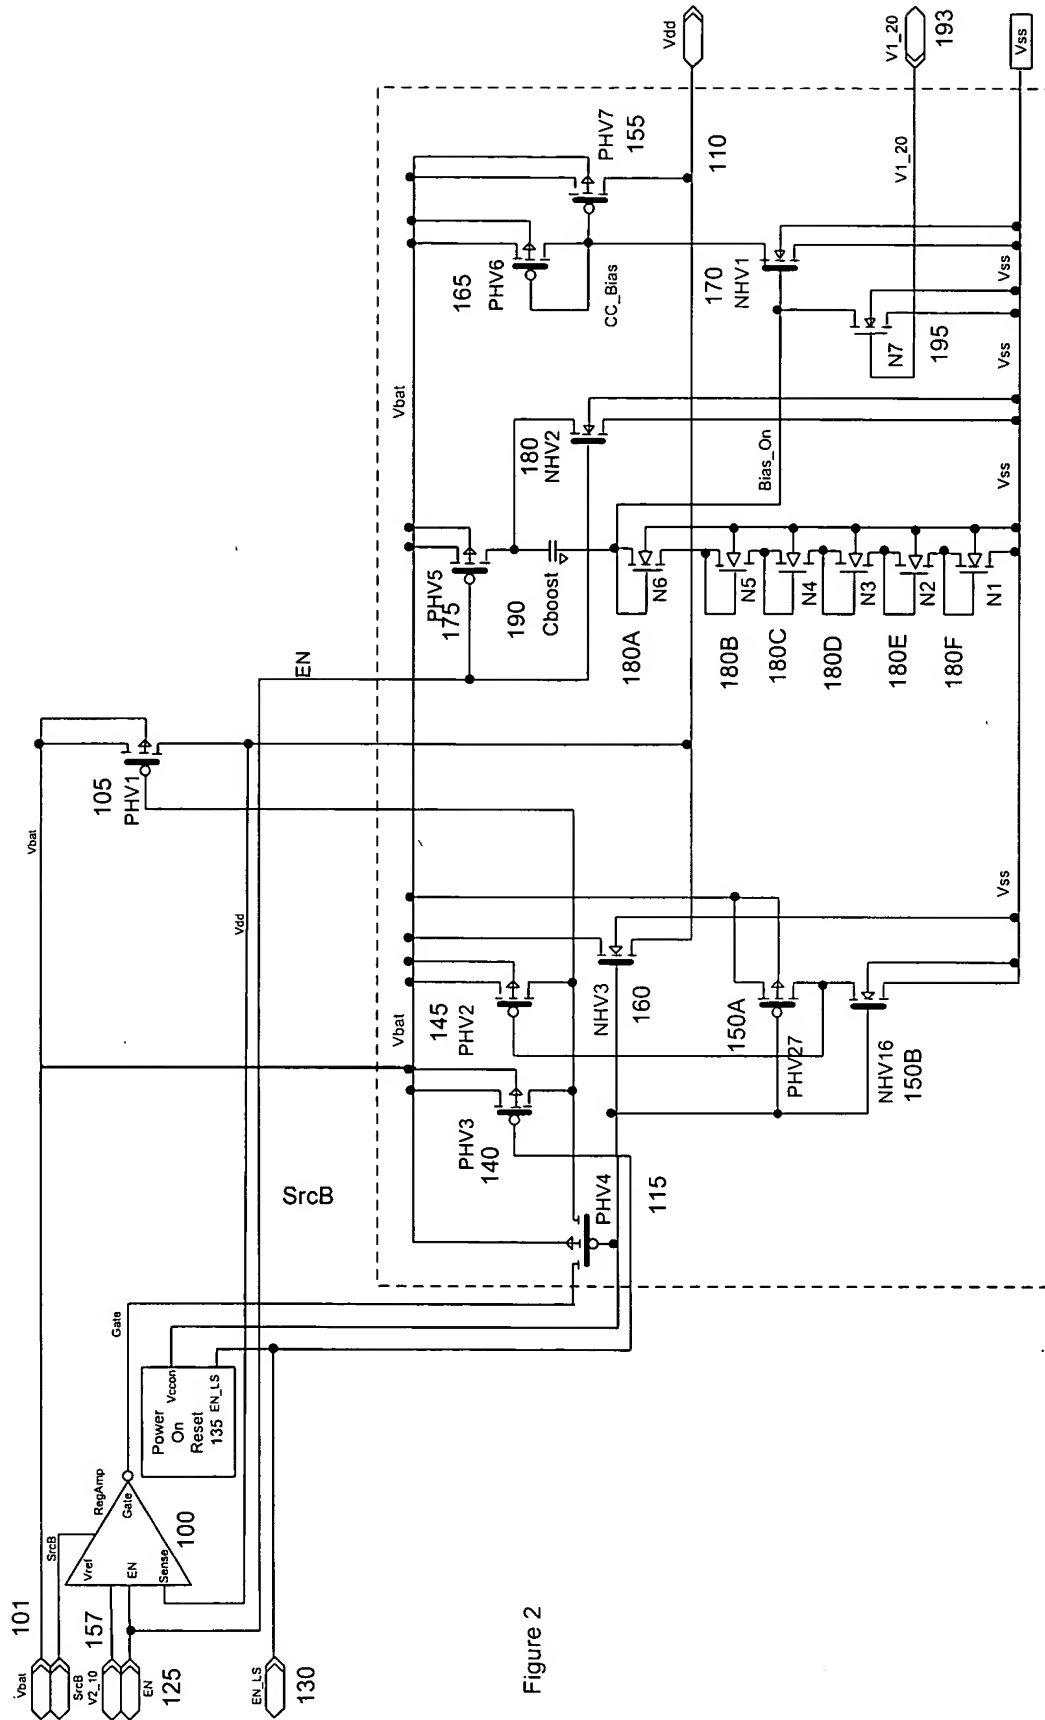 Vbat
101
SrcB
157
V2_10
EN
125
EN_LS
130
SrcB
Vref
EN
Sense
RegAmp
Gate
100
Power
On
Reset
135
Vccon
EN_LS
Gate
Vbat
105
PHV1
Vdd
EN
SrcB
Vbat
Vbat
PHV3
140
PHV4
115
145
PHV2
NHV3
160
150A
PHV27
NHV16
150B
Vss
PHV5
175
190
Cboost
180
NHV2
180A
N6
180B
N5
180C
N4
180D
N3
180E
N2
180F
N1
Bias_On
Vss
165
PHV6
CC_Bias
PHV7
155
110
170
NHV1
N7
195
Vss
Vss
V1_20
Vdd
V1_20
193
Vss
Figure 2